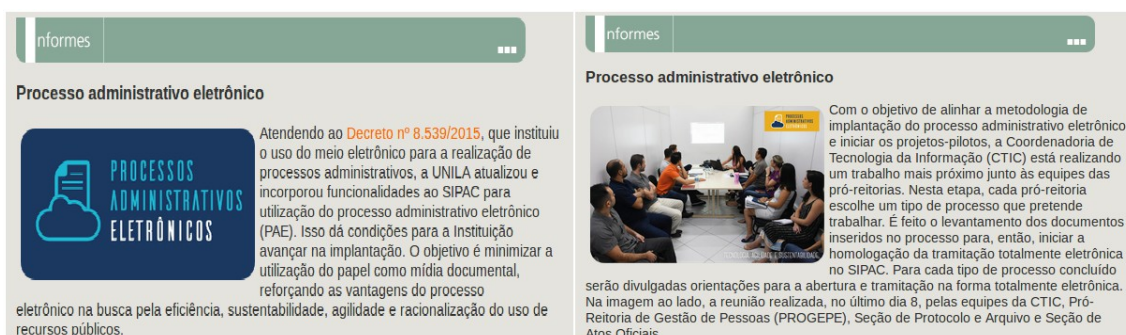 nformes
Processo administrativo eletrônico
PROCESSOS
ADMINISTRATIVOS
ELETRÔNICOS
Atendendo ao Decreto nº 8.539/2015, que instituiu
o uso do meio eletrônico para a realização de
processos administrativos, a UNILA atualizou e
incorporou funcionalidades ao SIPAC para
utilização do processo administrativo eletrônico
(PAE). Isso dá condições para a Instituição
avançar na implantação. O objetivo é minimizar a
utilização do papel como mídia documental,
reforçando as vantagens do processo
eletrônico na busca pela eficiência, sustentabilidade, agilidade e racionalização do uso de
recursos públicos.
nformes
Processo administrativo eletrônico
PROCESSOS
ADMINISTRATIVOS
ELETRÔNICOS
Com o objetivo de alinhar a metodologia de
implantação do processo administrativo eletrônico
e iniciar os projetos-pilotos, a Coordenadoria de
Tecnologia da Informação (CTIC) está realizando
um trabalho mais próximo junto às equipes das
pró-reitorias. Nesta etapa, cada pró-reitoria
escolhe um tipo de processo que pretende
trabalhar. É feito o levantamento dos documentos
inseridos no processo para, então, iniciar a
homologação da tramitação totalmente eletrônica
no SIPAC. Para cada tipo de processo concluído
serão divulgadas orientações para a abertura e tramitação na forma totalmente eletrônica.
Na imagem ao lado, a reunião realizada, no último dia 8, pelas equipes da CTIC, Pró-
Reitoria de Gestão de Pessoas (PROGEPE), Seção de Protocolo e Arquivo e Seção de
Atos Oficiais.